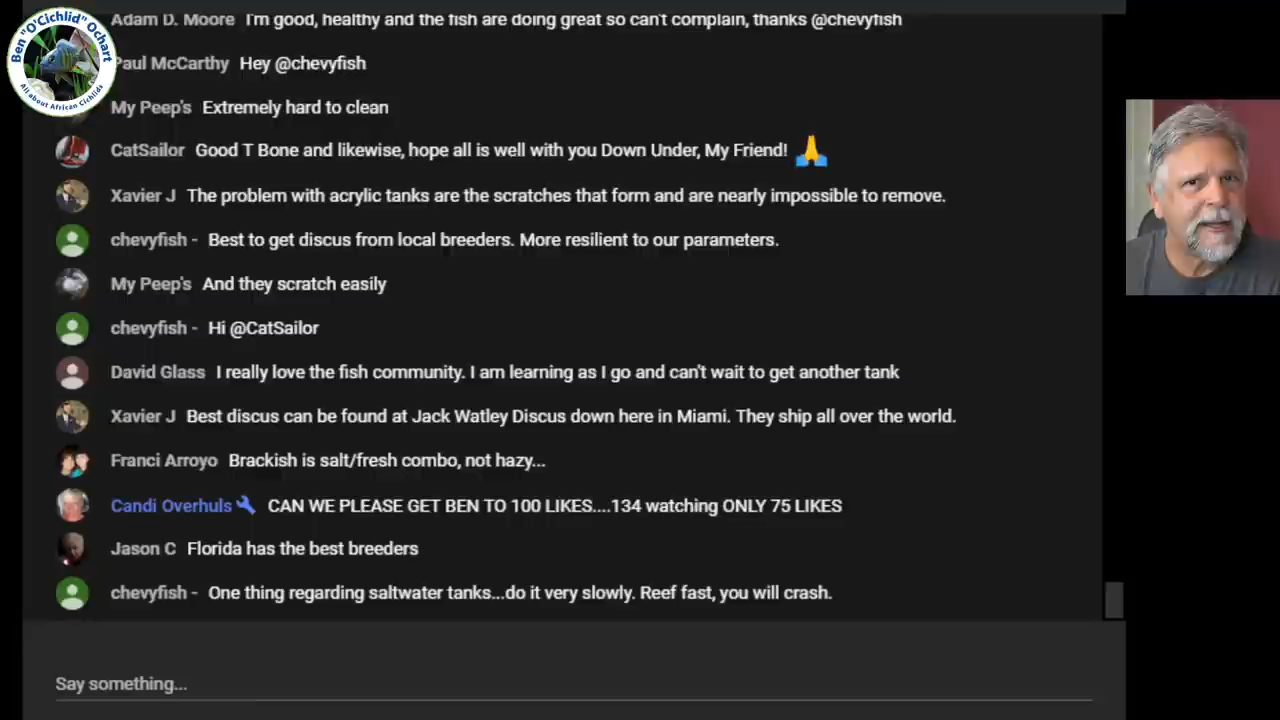 Ben "O'Cichlid" Ochart
All about African Cichlids
Adam D. Moore I'm good, healthy and the fish are doing great so can't complain, thanks @chevyfish
Paul McCarthy Hey @chevyfish
My Peep's Extremely hard to clean
CatSailor Good T Bone and likewise, hope all is well with you Down Under, My Friend! 🙏
Xavier J The problem with acrylic tanks are the scratches that form and are nearly impossible to remove.
chevyfish - Best to get discus from local breeders. More resilient to our parameters.
My Peep's And they scratch easily
chevyfish - Hi @CatSailor
David Glass I really love the fish community. I am learning as I go and can't wait to get another tank
Xavier J Best discus can be found at Jack Watley Discus down here in Miami. They ship all over the world.
Franci Arroyo Brackish is salt/fresh combo, not hazy...
Candi Overhuls CAN WE PLEASE GET BEN TO 100 LIKES....134 watching ONLY 75 LIKES
Jason C Florida has the best breeders
chevyfish - One thing regarding saltwater tanks...do it very slowly. Reef fast, you will crash.
Say something...